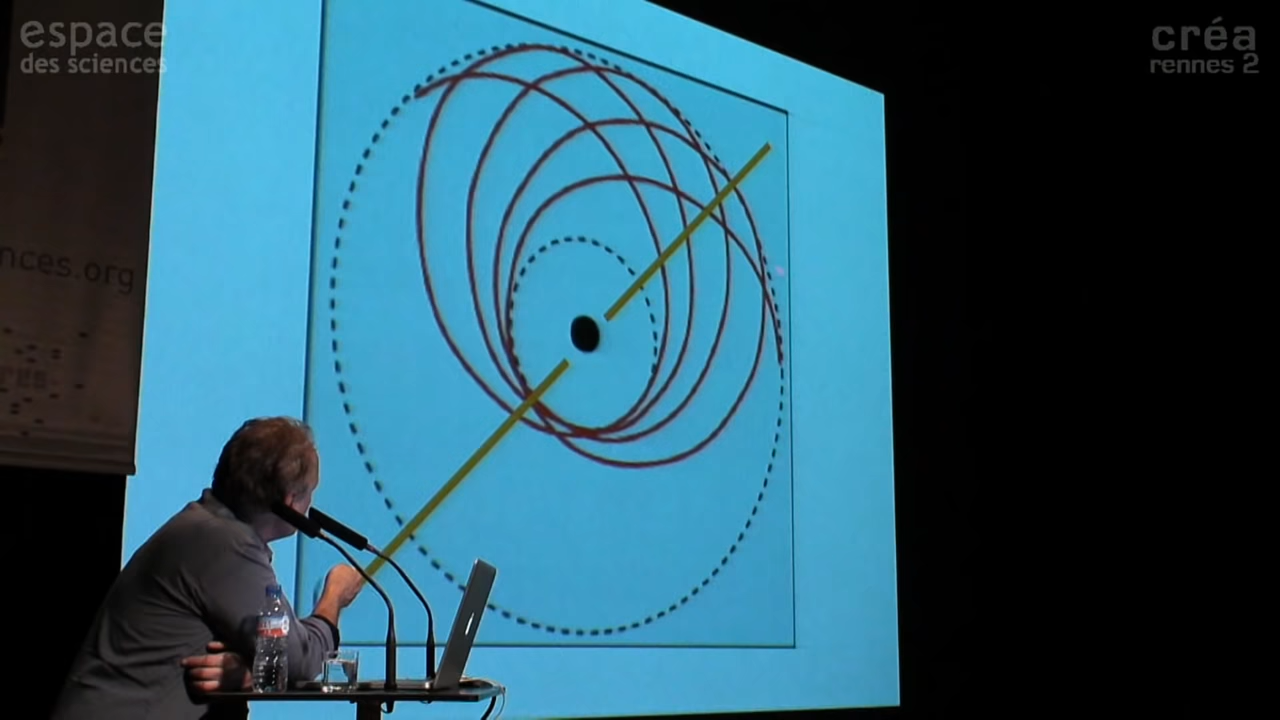 espace
des sciences
créa
rennes 2
nces.org